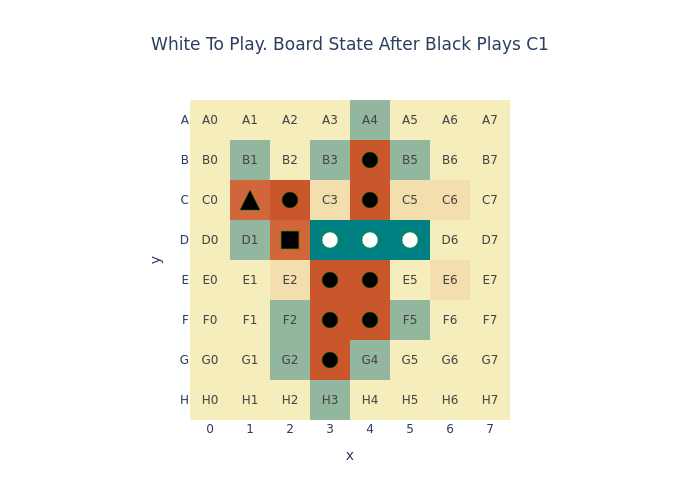 White To Play. Board State After Black Plays C1
A A0 A1 A2 A3 A4 A5 A6 A7
B B0 B1 B2 B3 B5 B6 B7
C C0 C3 C5 C6 C7
D D0 D1 D6 D7
E E0 E1 E2 E5 E6 E7
F F0 F1 F2 F5 F6 F7
G G0 G1 G2 G4 G5 G6 G7
H H0 H1 H2 H3 H4 H5 H6 H7
0 1 2 3 4 5 6 7
x
y